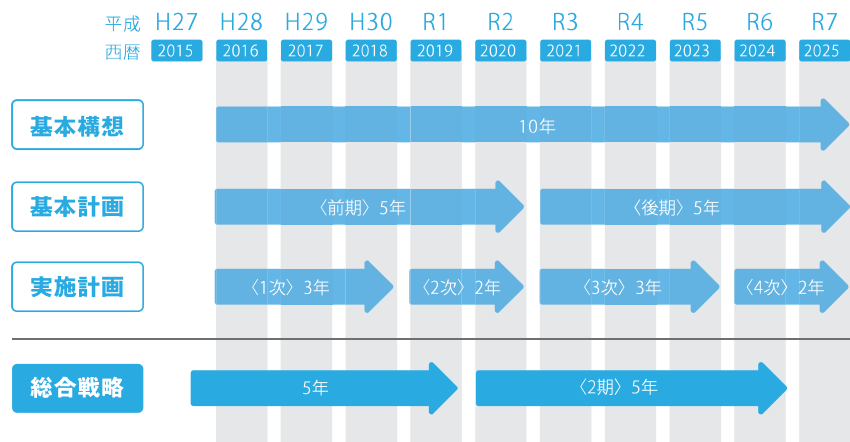 平成 H27 H28 H29 H30 R1 R2 R3 R4 R5 R6 R7
西暦 2015 2016 2017 2018 2019 2020 2021 2022 2023 2024 2025
基本構想 10年
基本計画 〈前期〉5年 〈後期〉5年
実施計画 〈1次〉3年 〈2次〉2年 〈3次〉3年 〈4次〉2年
総合戦略 5年 〈2期〉5年